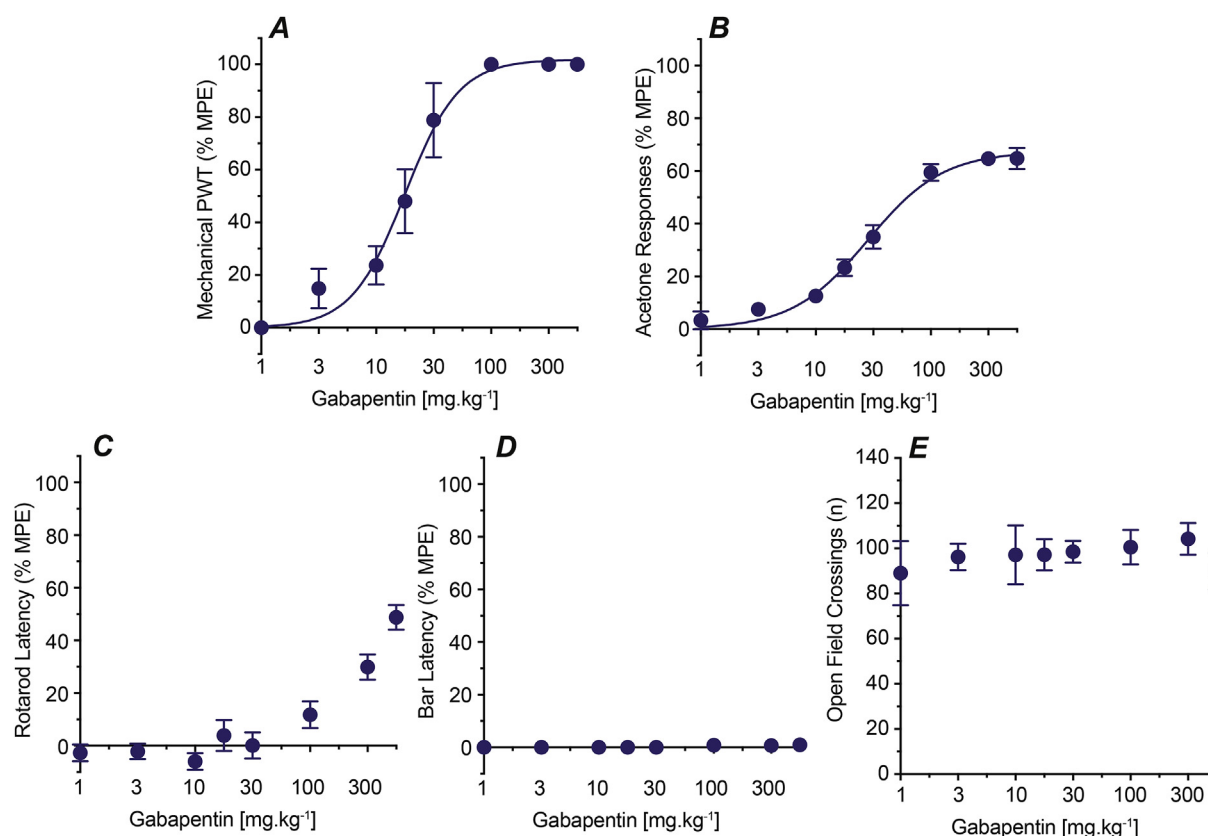 A
Mechanical PWT (% MPE)
100
80
60
40
20
0
1 3 10 30 100 300
Gabapentin [mg.kg⁻¹]
B
Acetone Responses (% MPE)
100
80
60
40
20
0
1 3 10 30 100 300
Gabapentin [mg.kg⁻¹]
C
Rotarod Latency (% MPE)
100
80
60
40
20
0
1 3 10 30 100 300
Gabapentin [mg.kg⁻¹]
D
Bar Latency (% MPE)
100
80
60
40
20
0
1 3 10 30 100 300
Gabapentin [mg.kg⁻¹]
E
Open Field Crossings (n)
140
120
100
80
60
40
20
0
1 3 10 30 100 300
Gabapentin [mg.kg⁻¹]